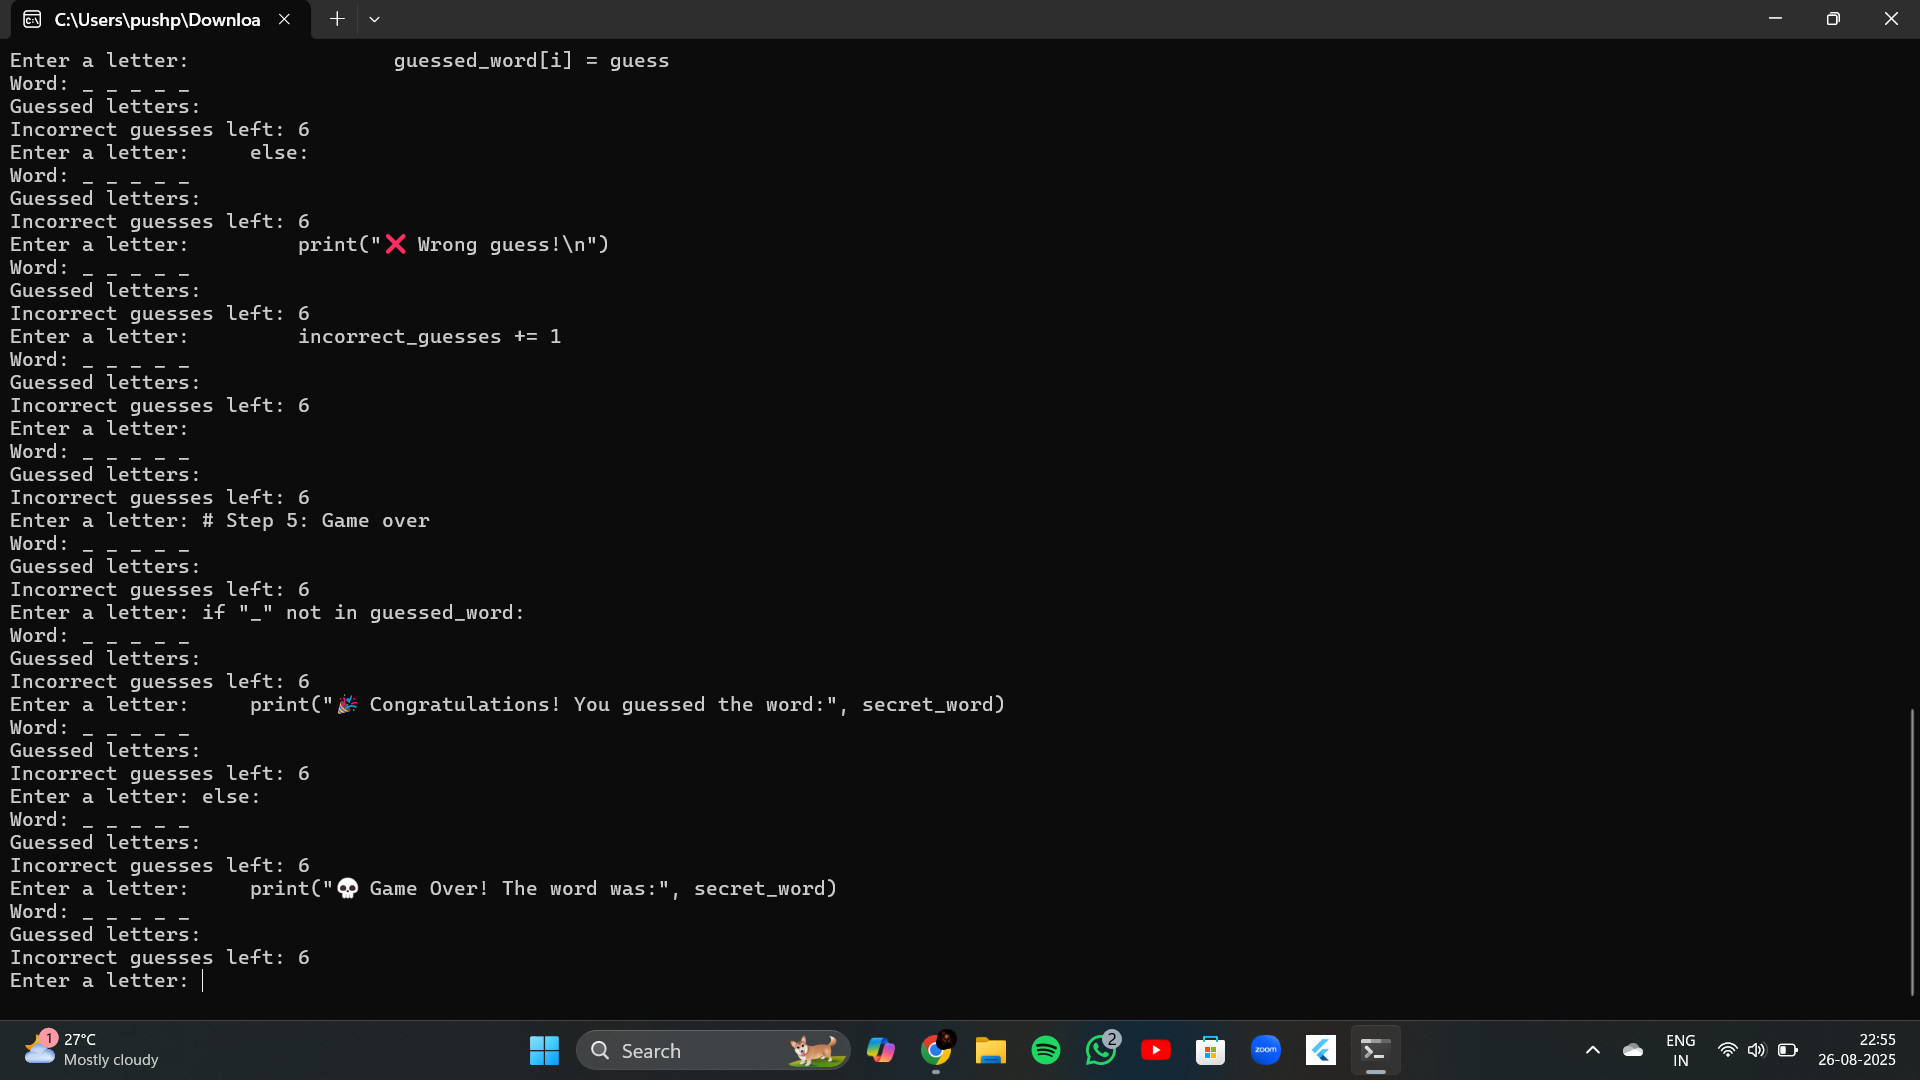 C:\Users\pushp\Downloa
Enter a letter:                 guessed_word[i] = guess
Word: _ _ _ _ _
Guessed letters:
Incorrect guesses left: 6
Enter a letter:     else:
Word: _ _ _ _ _
Guessed letters:
Incorrect guesses left: 6
Enter a letter:         print("❌ Wrong guess!\n")
Word: _ _ _ _ _
Guessed letters:
Incorrect guesses left: 6
Enter a letter:         incorrect_guesses += 1
Word: _ _ _ _ _
Guessed letters:
Incorrect guesses left: 6
Enter a letter:
Word: _ _ _ _ _
Guessed letters:
Incorrect guesses left: 6
Enter a letter: # Step 5: Game over
Word: _ _ _ _ _
Guessed letters:
Incorrect guesses left: 6
Enter a letter: if "_" not in guessed_word:
Word: _ _ _ _ _
Guessed letters:
Incorrect guesses left: 6
Enter a letter:     print("🎉 Congratulations! You guessed the word:", secret_word)
Word: _ _ _ _ _
Guessed letters:
Incorrect guesses left: 6
Enter a letter: else:
Word: _ _ _ _ _
Guessed letters:
Incorrect guesses left: 6
Enter a letter:     print("💀 Game Over! The word was:", secret_word)
Word: _ _ _ _ _
Guessed letters:
Incorrect guesses left: 6
Enter a letter:
1
27°C
Mostly cloudy
Search
2
zoom
ENG
IN
22:55
26-08-2025